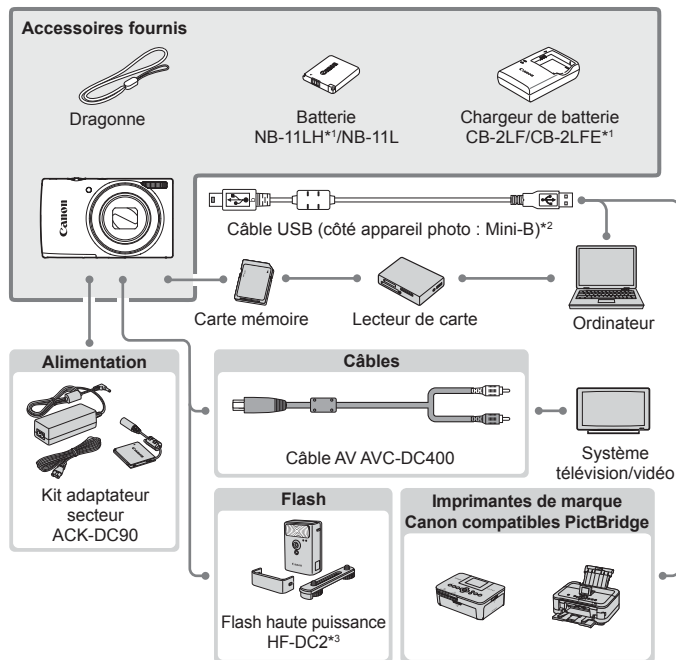 Accessoires fournis
Dragonne
Batterie
NB-11LH*1/NB-11L
Chargeur de batterie
CB-2LF/CB-2LFE*1
Canon
Câble USB (côté appareil photo : Mini-B)*2
Carte mémoire
Lecteur de carte
Ordinateur
Alimentation
Kit adaptateur
secteur
ACK-DC90
Câbles
Câble AV AVC-DC400
Système
télévision/vidéo
Flash
Flash haute puissance
HF-DC2*3
Imprimantes de marque
Canon compatibles PictBridge